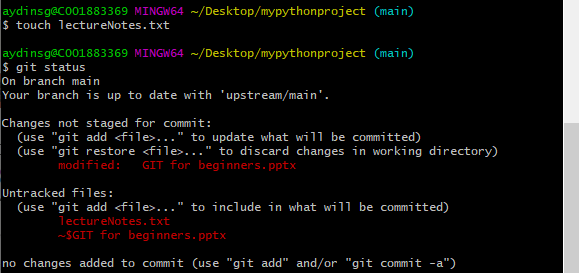 aydinsg@COO1883369 MINGW64 ~/Desktop/mypythonproject (main)
$ touch lectureNotes.txt
aydinsg@COO1883369 MINGW64 ~/Desktop/mypythonproject (main)
$ git status
On branch main
Your branch is up to date with 'upstream/main'.
Changes not staged for commit:
(use "git add <file>..." to update what will be committed)
(use "git restore <file>..." to discard changes in working directory)
modified:   GIT for beginners.pptx
Untracked files:
(use "git add <file>..." to include in what will be committed)
lectureNotes.txt
~$GIT for beginners.pptx
no changes added to commit (use "git add" and/or "git commit -a")